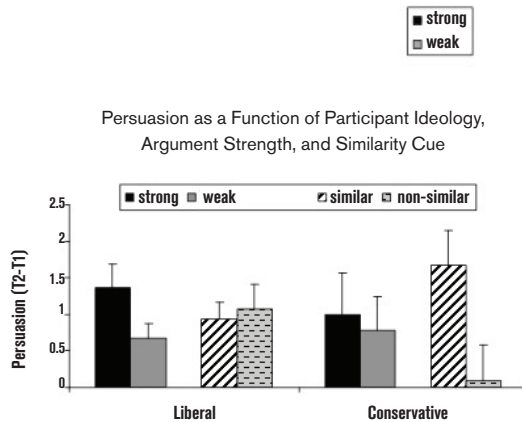 strong
weak
Persuasion as a Function of Participant Ideology,
Argument Strength, and Similarity Cue
strong weak similar non-similar
2.5
2
1.5
1
0.5
0
Persuasion (T2-T1)
Liberal Conservative